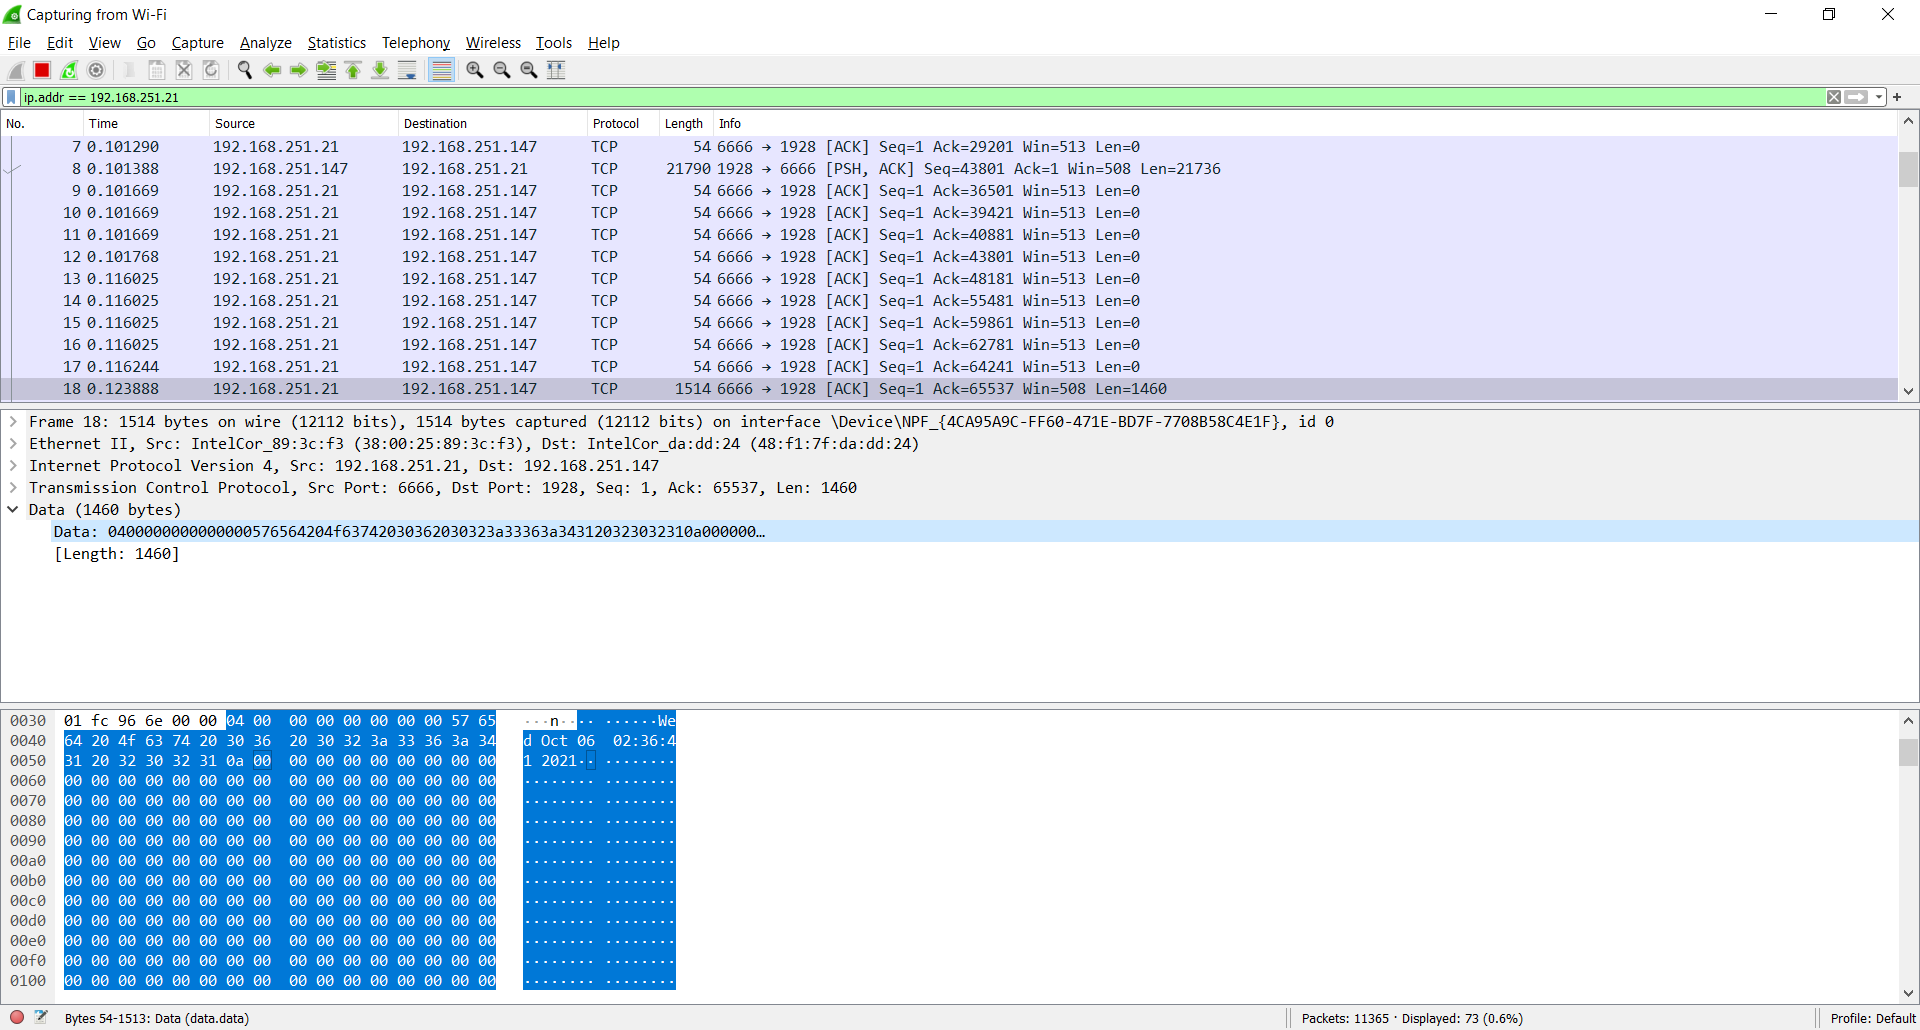 Capturing from Wi-Fi
File Edit View Go Capture Analyze Statistics Telephony Wireless Tools Help
ip.addr == 192.168.251.21
No. Time Source Destination Protocol Length Info
7 0.101290 192.168.251.21 192.168.251.147 TCP 54 6666 → 1928 [ACK] Seq=1 Ack=29201 Win=513 Len=0
8 0.101388 192.168.251.147 192.168.251.21 TCP 21790 1928 → 6666 [PSH, ACK] Seq=43801 Ack=1 Win=508 Len=21736
9 0.101669 192.168.251.21 192.168.251.147 TCP 54 6666 → 1928 [ACK] Seq=1 Ack=36501 Win=513 Len=0
10 0.101669 192.168.251.21 192.168.251.147 TCP 54 6666 → 1928 [ACK] Seq=1 Ack=39421 Win=513 Len=0
11 0.101669 192.168.251.21 192.168.251.147 TCP 54 6666 → 1928 [ACK] Seq=1 Ack=40881 Win=513 Len=0
12 0.101768 192.168.251.21 192.168.251.147 TCP 54 6666 → 1928 [ACK] Seq=1 Ack=43801 Win=513 Len=0
13 0.116025 192.168.251.21 192.168.251.147 TCP 54 6666 → 1928 [ACK] Seq=1 Ack=48181 Win=513 Len=0
14 0.116025 192.168.251.21 192.168.251.147 TCP 54 6666 → 1928 [ACK] Seq=1 Ack=55481 Win=513 Len=0
15 0.116025 192.168.251.21 192.168.251.147 TCP 54 6666 → 1928 [ACK] Seq=1 Ack=59861 Win=513 Len=0
16 0.116025 192.168.251.21 192.168.251.147 TCP 54 6666 → 1928 [ACK] Seq=1 Ack=62781 Win=513 Len=0
17 0.116244 192.168.251.21 192.168.251.147 TCP 54 6666 → 1928 [ACK] Seq=1 Ack=64241 Win=513 Len=0
18 0.123888 192.168.251.21 192.168.251.147 TCP 1514 6666 → 1928 [ACK] Seq=1 Ack=65537 Win=508 Len=1460
Frame 18: 1514 bytes on wire (12112 bits), 1514 bytes captured (12112 bits) on interface \Device\NPF_{4CA95A9C-FF60-471E-BD7F-7708B58C4E1F}, id 0
Ethernet II, Src: IntelCor_89:3c:f3 (38:00:25:89:3c:f3), Dst: IntelCor_da:dd:24 (48:f1:7f:da:dd:24)
Internet Protocol Version 4, Src: 192.168.251.21, Dst: 192.168.251.147
Transmission Control Protocol, Src Port: 6666, Dst Port: 1928, Seq: 1, Ack: 65537, Len: 1460
Data (1460 bytes)
Data: 0400000000000000576564204f63742030362030323a33363a343120323032310a000000…
[Length: 1460]
0030 01 fc 96 6e 00 00 04 00 00 00 00 00 00 00 57 65 ···n···· ······We
0040 64 20 4f 63 74 20 30 36 20 30 32 3a 33 36 3a 34 d Oct 06 02:36:4
0050 31 20 32 30 32 31 0a 00 00 00 00 00 00 00 00 00 1 2021·· ········
0060 00 00 00 00 00 00 00 00 00 00 00 00 00 00 00 00 ········ ········
0070 00 00 00 00 00 00 00 00 00 00 00 00 00 00 00 00 ········ ········
0080 00 00 00 00 00 00 00 00 00 00 00 00 00 00 00 00 ········ ········
0090 00 00 00 00 00 00 00 00 00 00 00 00 00 00 00 00 ········ ········
00a0 00 00 00 00 00 00 00 00 00 00 00 00 00 00 00 00 ········ ········
00b0 00 00 00 00 00 00 00 00 00 00 00 00 00 00 00 00 ········ ········
00c0 00 00 00 00 00 00 00 00 00 00 00 00 00 00 00 00 ········ ········
00d0 00 00 00 00 00 00 00 00 00 00 00 00 00 00 00 00 ········ ········
00e0 00 00 00 00 00 00 00 00 00 00 00 00 00 00 00 00 ········ ········
00f0 00 00 00 00 00 00 00 00 00 00 00 00 00 00 00 00 ········ ········
0100 00 00 00 00 00 00 00 00 00 00 00 00 00 00 00 00 ········ ········
Bytes 54-1513: Data (data.data) Packets: 11365 · Displayed: 73 (0.6%) Profile: Default